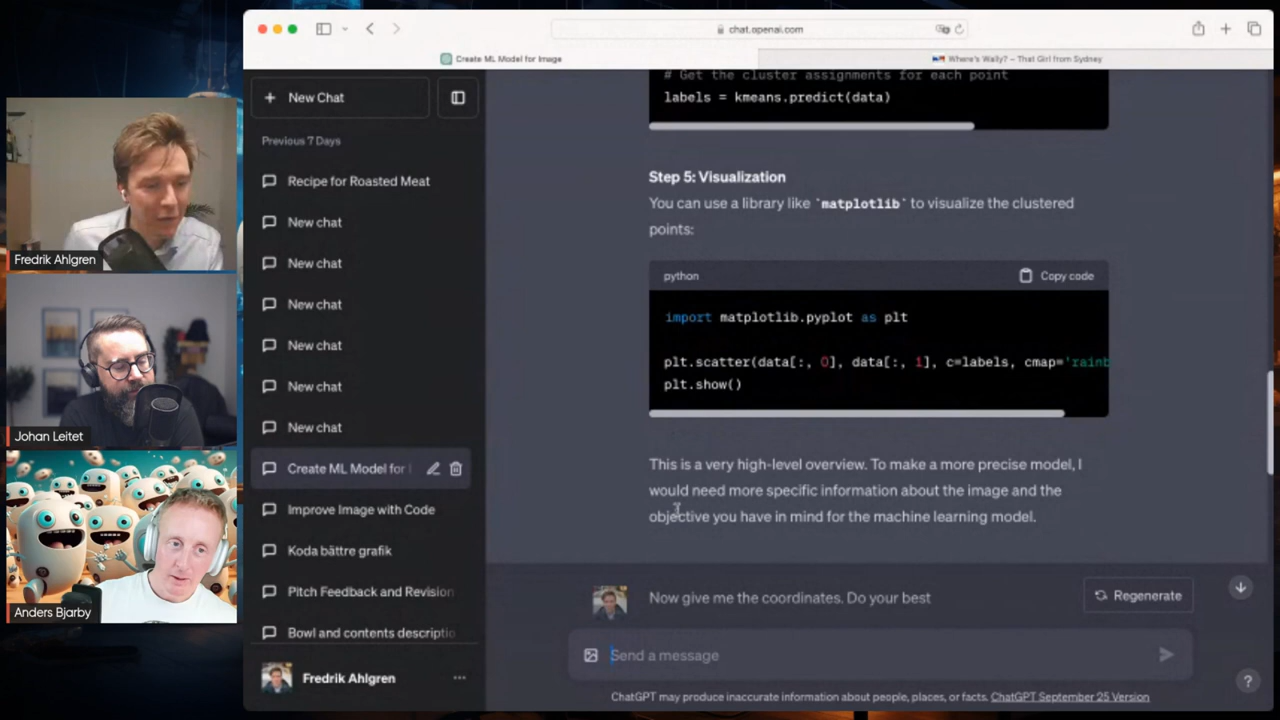 chat.openai.com
Create ML Model for Image
Where's Wally? – That Girl from Sydney
New Chat
Previous 7 Days
Recipe for Roasted Meat
New chat
New chat
New chat
New chat
New chat
New chat
Create ML Model for I
Improve Image with Code
Koda bättre grafik
Pitch Feedback and Revision
Bowl and contents descriptio
Fredrik Ahlgren
# Get the cluster assignments for each point
labels = kmeans.predict(data)
Step 5: Visualization
You can use a library like `matplotlib` to visualize the clustered
points:
python
Copy code
import matplotlib.pyplot as plt
plt.scatter(data[:, 0], data[:, 1], c=labels, cmap='rainb
plt.show()
This is a very high-level overview. To make a more precise model, I
would need more specific information about the image and the
objective you have in mind for the machine learning model.
Now give me the coordinates. Do your best
Regenerate
Send a message
ChatGPT may produce inaccurate information about people, places, or facts. ChatGPT September 25 Version
?
Fredrik Ahlgren
Johan Leitet
Anders Bjarby